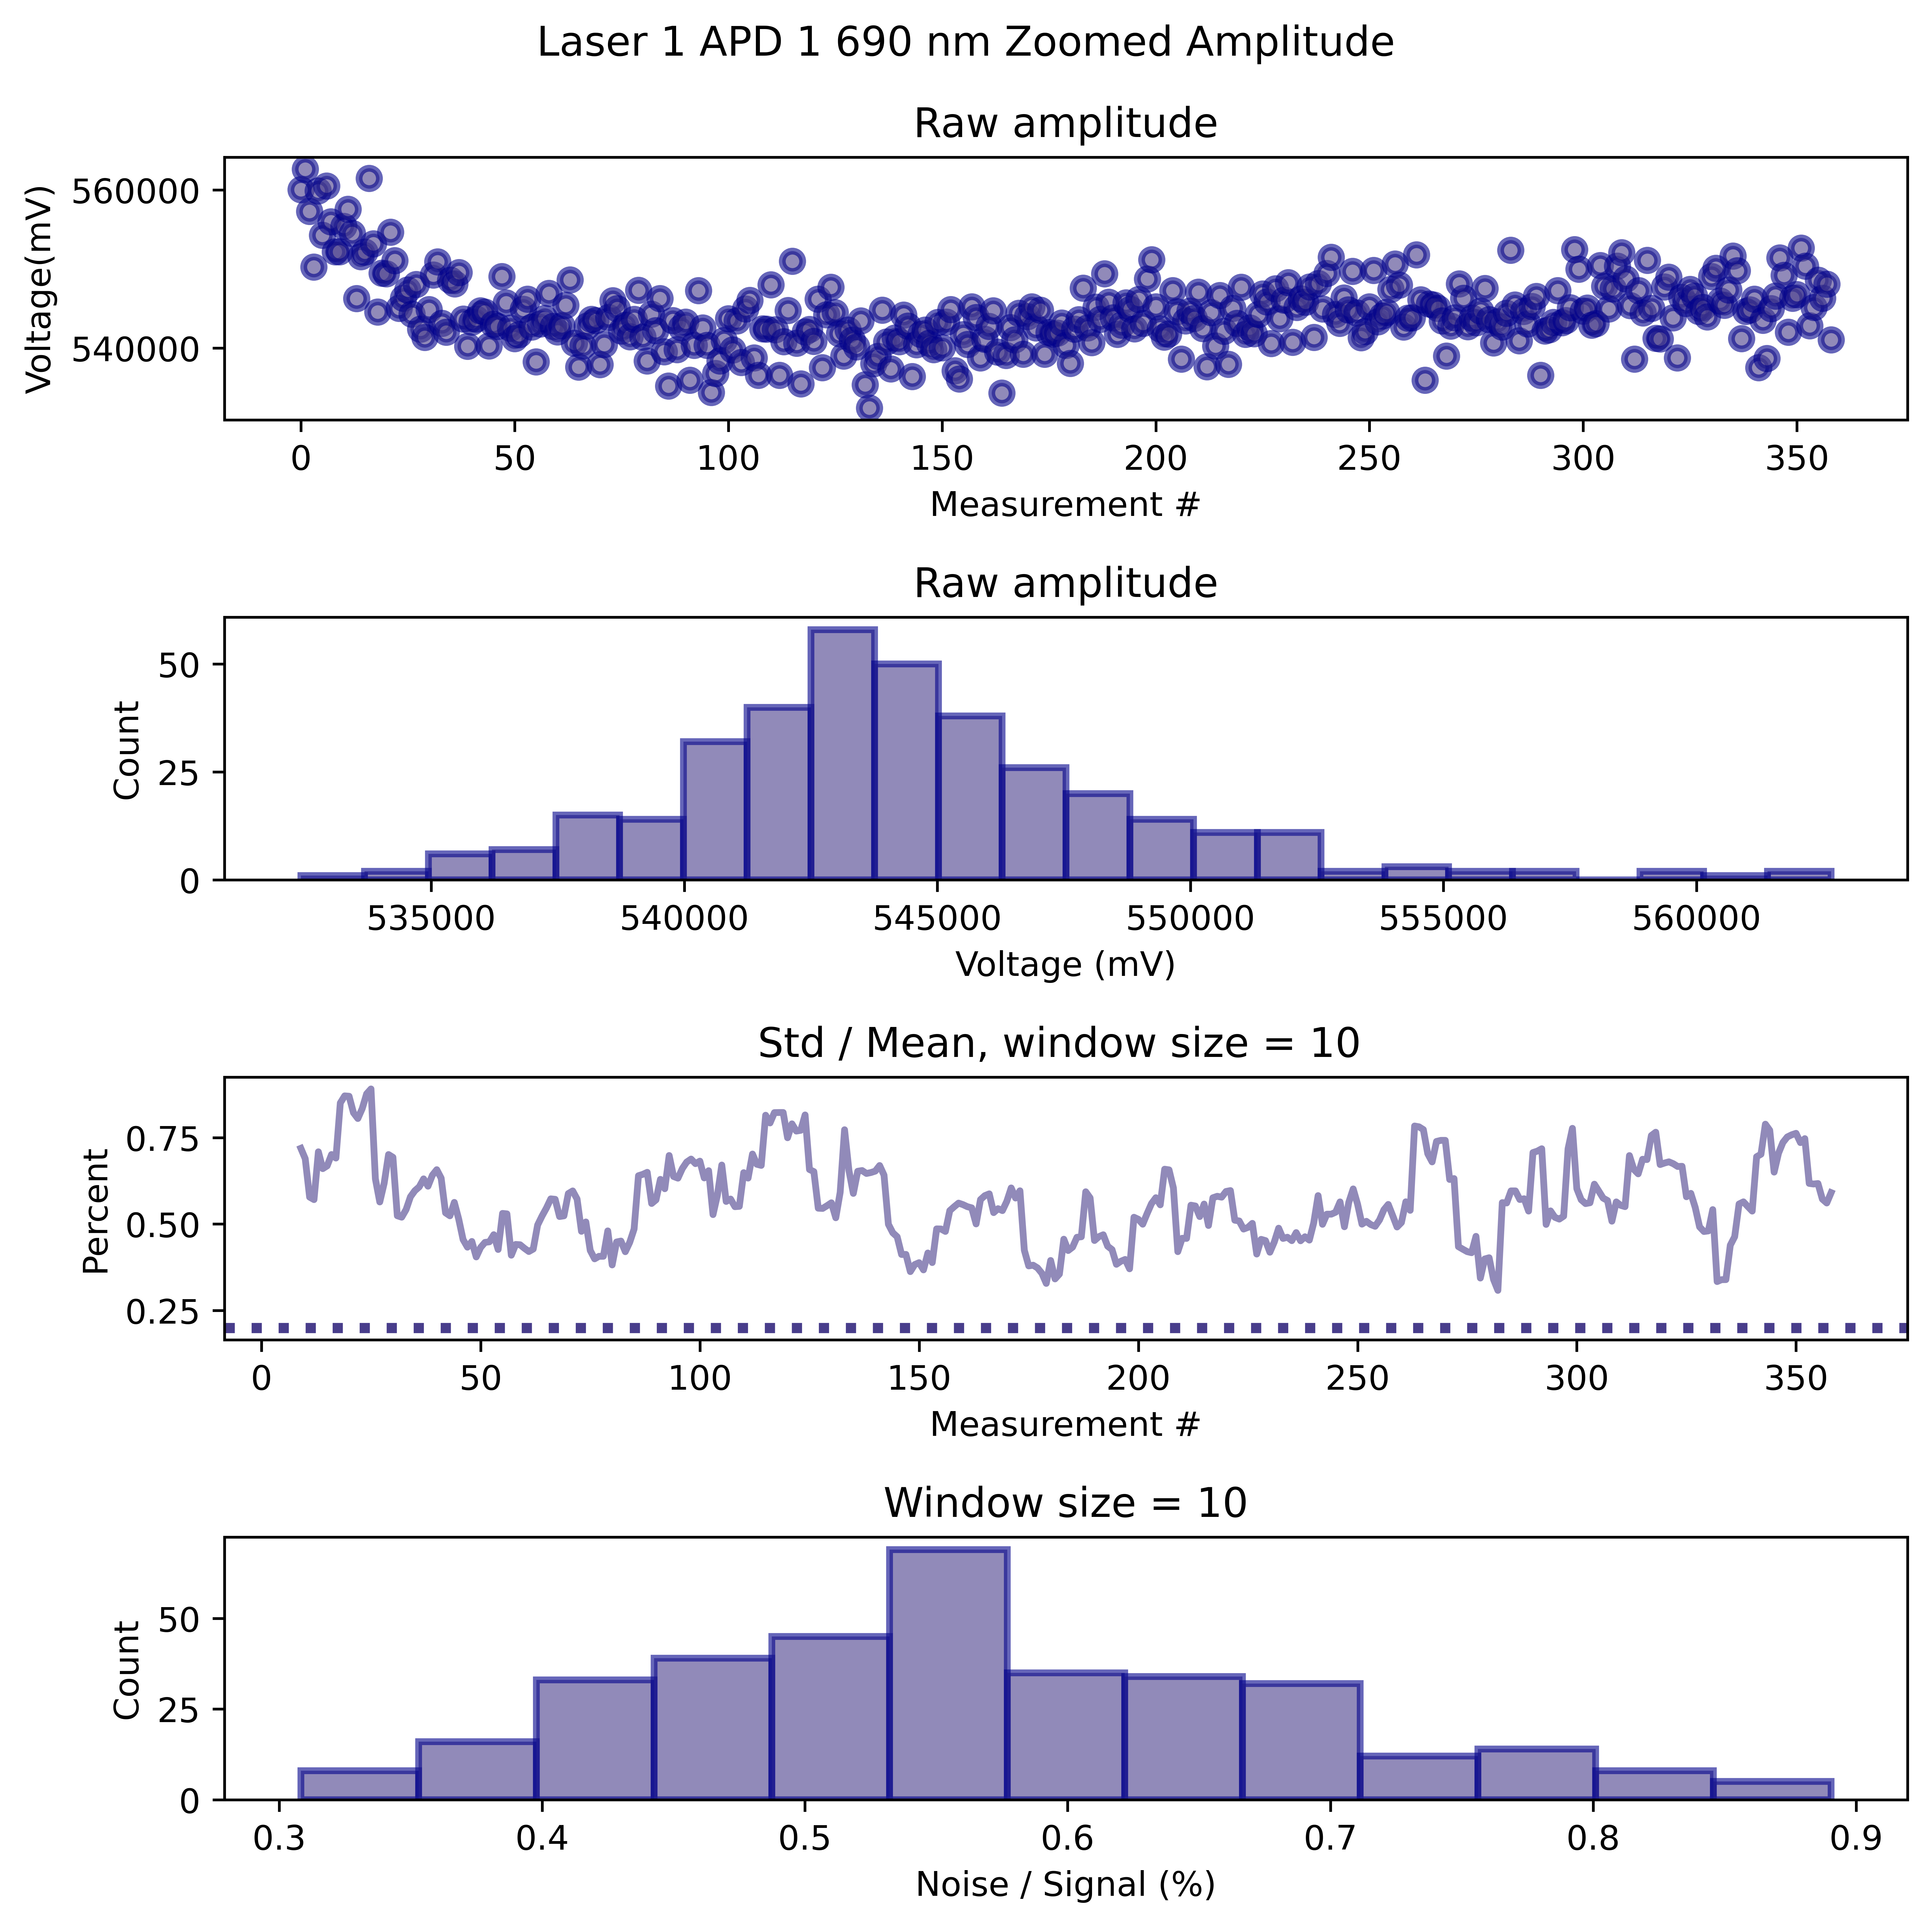 Laser 1 APD 1 690 nm Zoomed Amplitude
Raw amplitude
Voltage(mV)
560000
540000
0 50 100 150 200 250 300 350
Measurement #
Raw amplitude
Count
50
25
0
535000 540000 545000 550000 555000 560000
Voltage (mV)
Std / Mean, window size = 10
Percent
0.75
0.50
0.25
0 50 100 150 200 250 300 350
Measurement #
Window size = 10
Count
50
25
0
0.3 0.4 0.5 0.6 0.7 0.8 0.9
Noise / Signal (%)